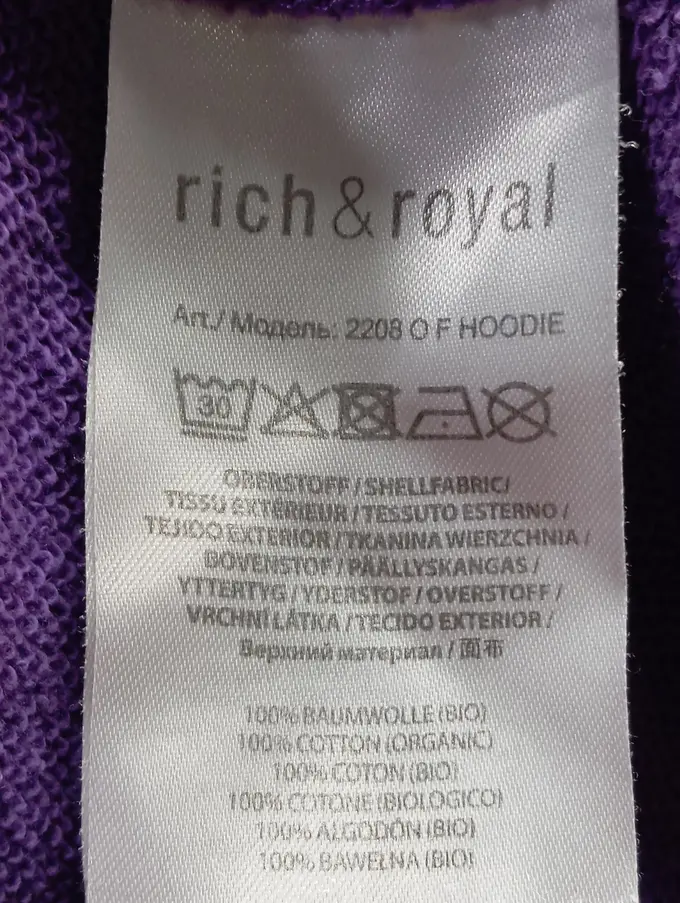 rich&royal
Art./ Модель: 2208 O F HOODIE
30
OBERSTOFF / SHELLFABRIC/
TISSU EXTÉRIEUR / TESSUTO ESTERNO /
TEJIDO EXTERIOR / TKANINA WIERZCHNIA /
BOVENSTOF / PÄÄLLYSKANGAS /
YTTERTYG / YDERSTOF / OVERSTOFF /
VRCHNÍ LÁTKA / TECIDO EXTERIOR /
Верхний материал / 面布
100% BAUMWOLLE (BIO)
100% COTTON (ORGANIC)
100% COTON (BIO)
100% COTONE (BIOLOGICO)
100% ALGODÓN (BIO)
100% BAWEŁNA (BIO)